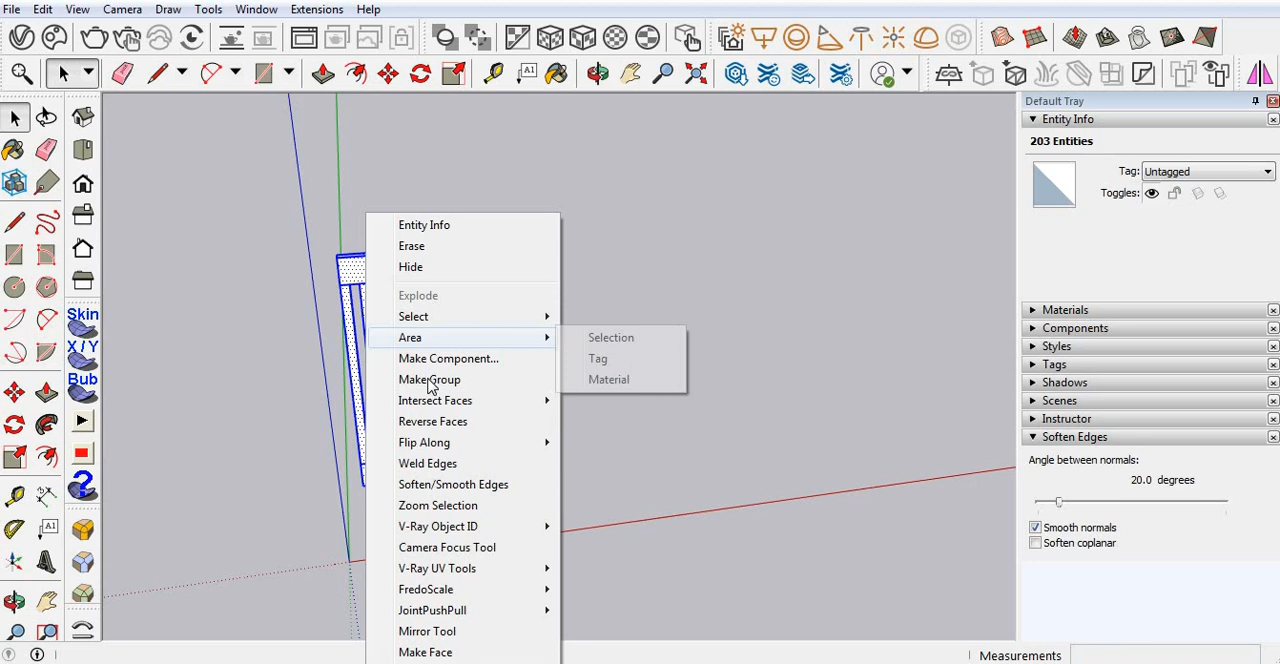 File Edit View Camera Draw Tools Window Extensions Help
A1
Default Tray
Entity Info
203 Entities
Tag: Untagged
Toggles:
Entity Info
Erase
Hide
Explode
Select
Area
Selection
Tag
Material
Make Component...
Make Group
Intersect Faces
Reverse Faces
Flip Along
Weld Edges
Soften/Smooth Edges
Zoom Selection
V-Ray Object ID
Camera Focus Tool
V-Ray UV Tools
FredoScale
JointPushPull
Mirror Tool
Make Face
Skin
X / Y
Bub
?
A1
Materials
Components
Styles
Tags
Shadows
Scenes
Instructor
Soften Edges
Angle between normals:
20.0 degrees
Smooth normals
Soften coplanar
Measurements